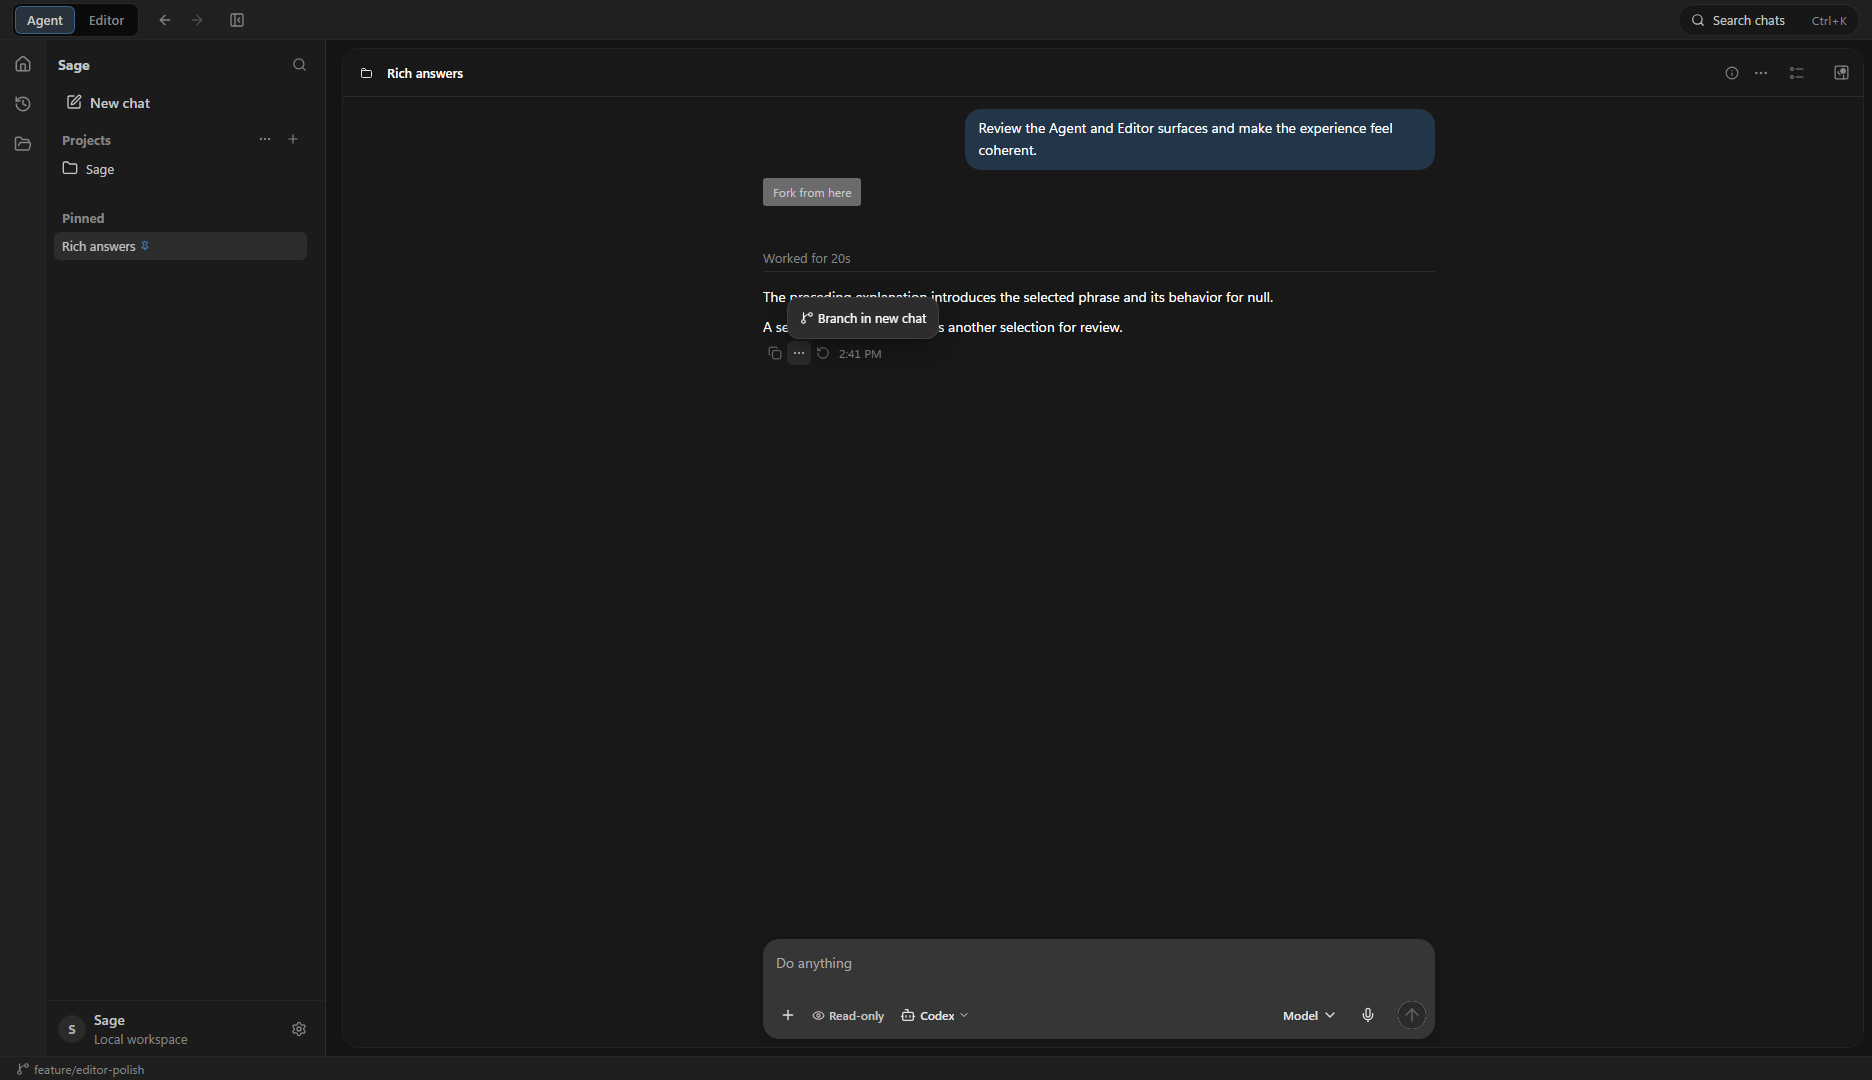 Agent
Editor
Search chats
Ctrl+K
Sage
New chat
Projects
Sage
Pinned
Rich answers
Sage
S
Local workspace
feature/editor-polish
Rich answers
Review the Agent and Editor surfaces and make the experience feel
coherent.
Fork from here
Worked for 20s
The preceding explanation introduces the selected phrase and its behavior for null.
Branch in new chat
A se
s another selection for review.
2:41 PM
Do anything
Read-only
Codex
Model